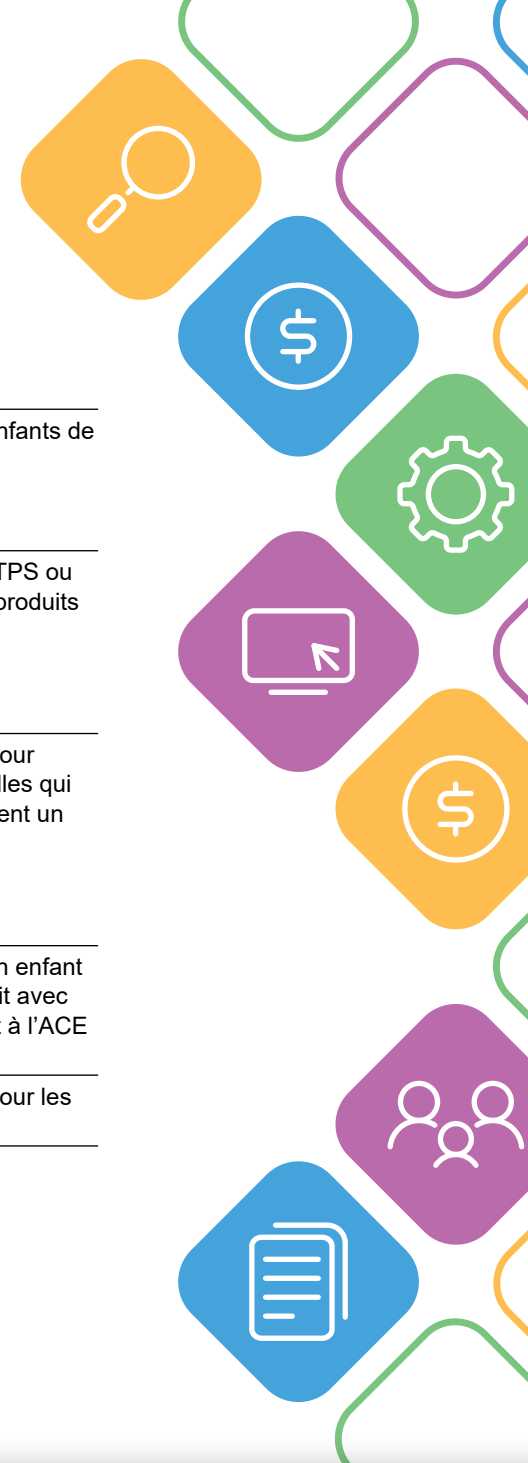 nfants de
TPS ou
produits
our
lles qui
ent un
n enfant
it avec
t à l'ACE
our les